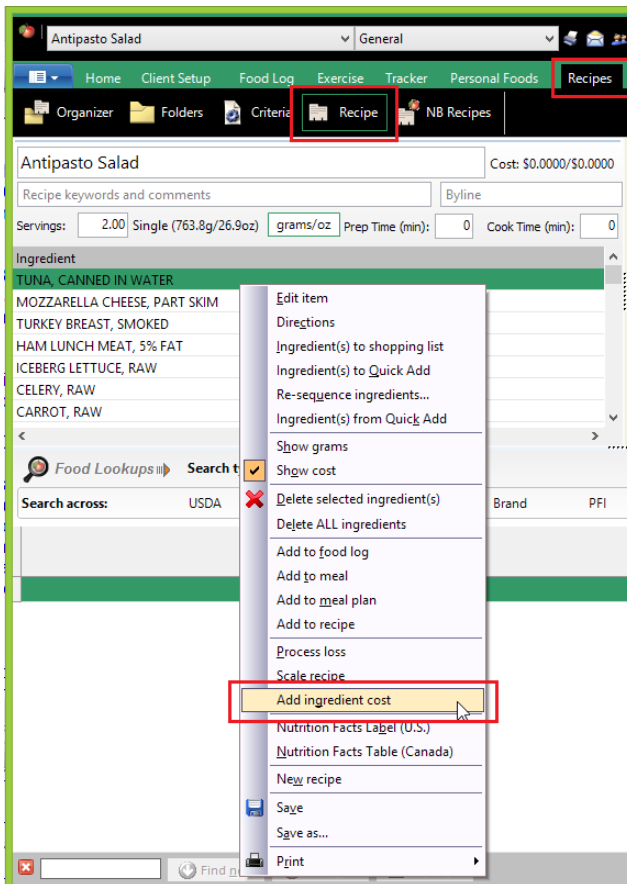 Antipasto Salad General
Home Client Setup Food Log Exercise Tracker Personal Foods Recipes
Organizer Folders Criteria Recipe NB Recipes
Antipasto Salad Cost: $0.0000/$0.0000
Recipe keywords and comments Byline
Servings: 2.00 Single (763.8g/26.9oz) grams/oz Prep Time (min): 0 Cook Time (min): 0
Ingredient
TUNA, CANNED IN WATER
MOZZARELLA CHEESE, PART SKIM
TURKEY BREAST, SMOKED
HAM LUNCH MEAT, 5% FAT
ICEBERG LETTUCE, RAW
CELERY, RAW
CARROT, RAW
Food Lookups Search
Search across: USDA Brand PFI
Edit item
Directions
Ingredient(s) to shopping list
Ingredient(s) to Quick Add
Re-sequence ingredients...
Ingredient(s) from Quick Add
Show grams
Show cost
Delete selected ingredient(s)
Delete ALL ingredients
Add to food log
Add to meal
Add to meal plan
Add to recipe
Process loss
Scale recipe
Add ingredient cost
Nutrition Facts Label (U.S.)
Nutrition Facts Table (Canada)
New recipe
Save
Save as...
Print
Find